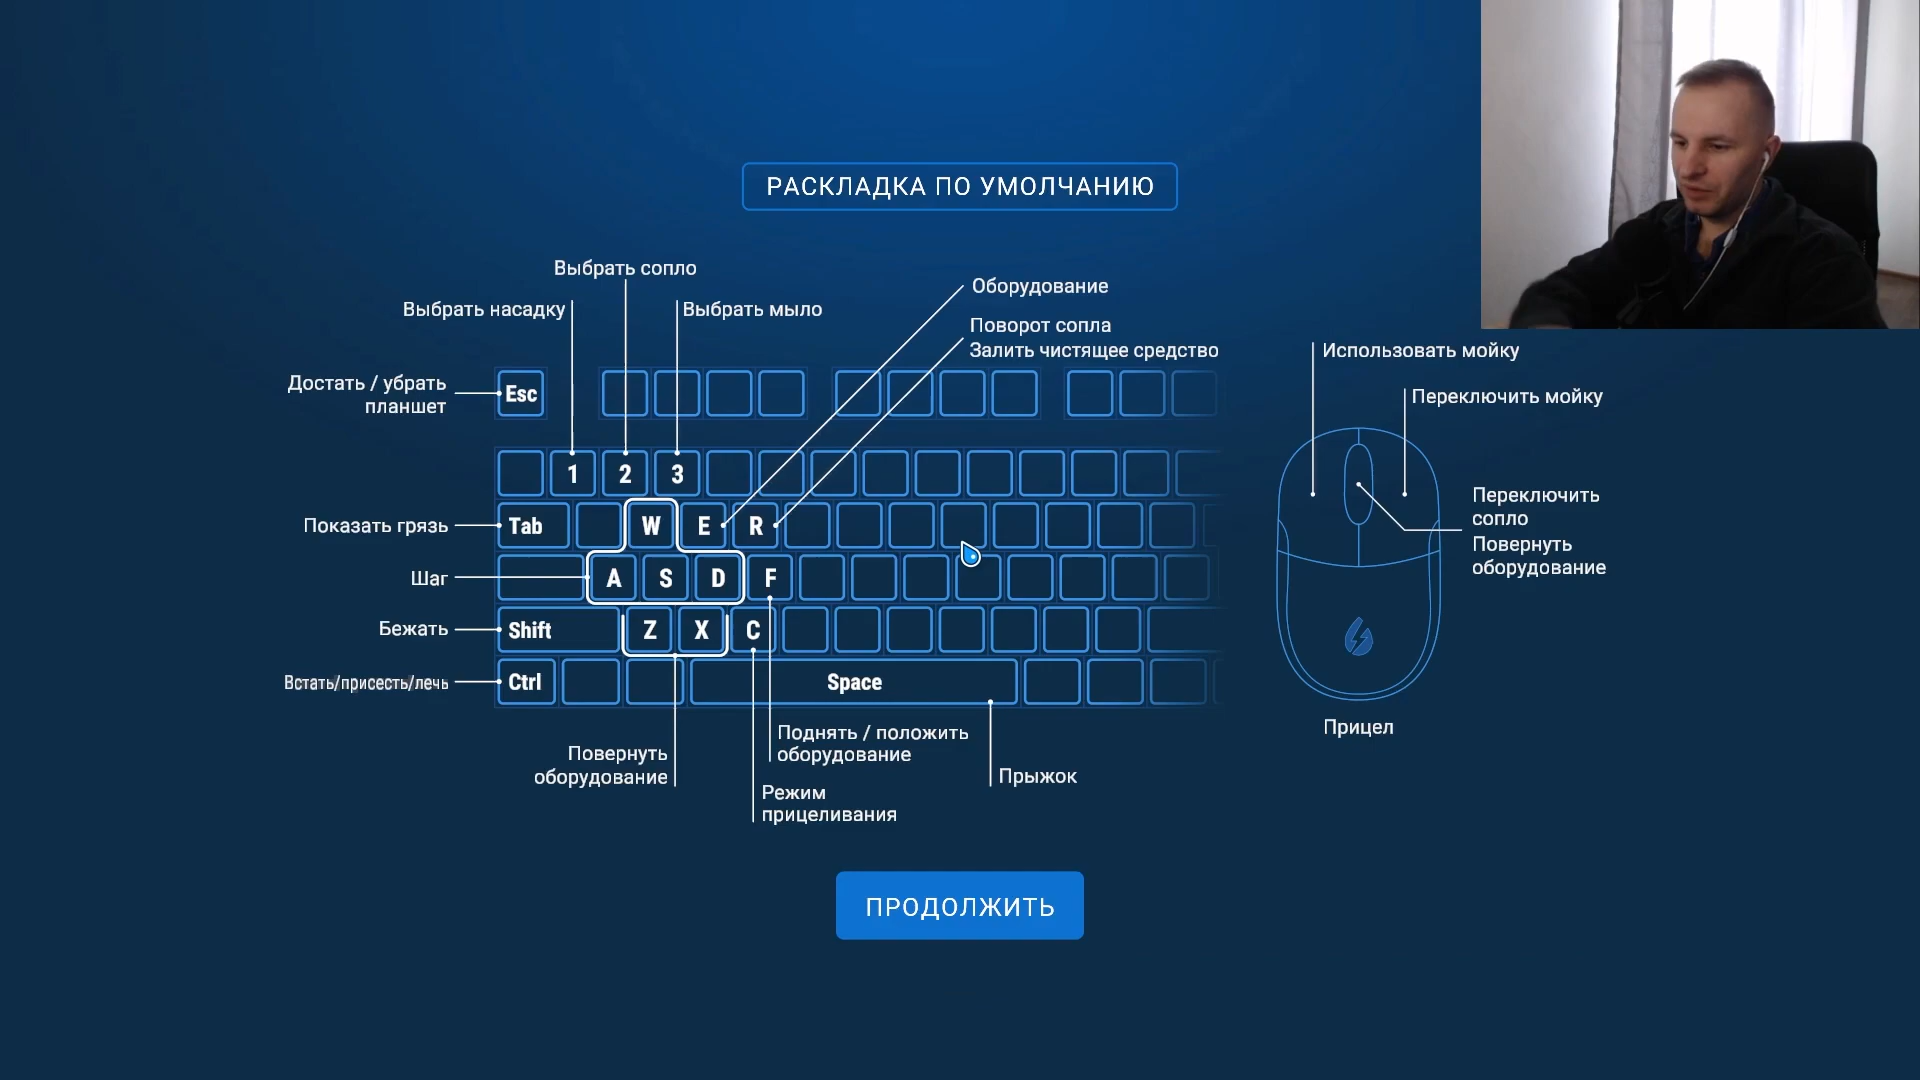 РАСКЛАДКА ПО УМОЛЧАНИЮ
Выбрать сопло
Выбрать насадку
Выбрать мыло
Оборудование
Поворот сопла
Залить чистящее средство
Использовать мойку
Переключить мойку
Достать / убрать
планшет
Esc
1
2
3
Показать грязь
Tab
W
E
R
Переключить
сопло
Повернуть
оборудование
Шаг
A
S
D
F
Бежать
Shift
Z
X
C
Встать/присесть/лечь
Ctrl
Space
Прицел
Повернуть
оборудование
Поднять / положить
оборудование
Режим
прицеливания
Прыжок
ПРОДОЛЖИТЬ